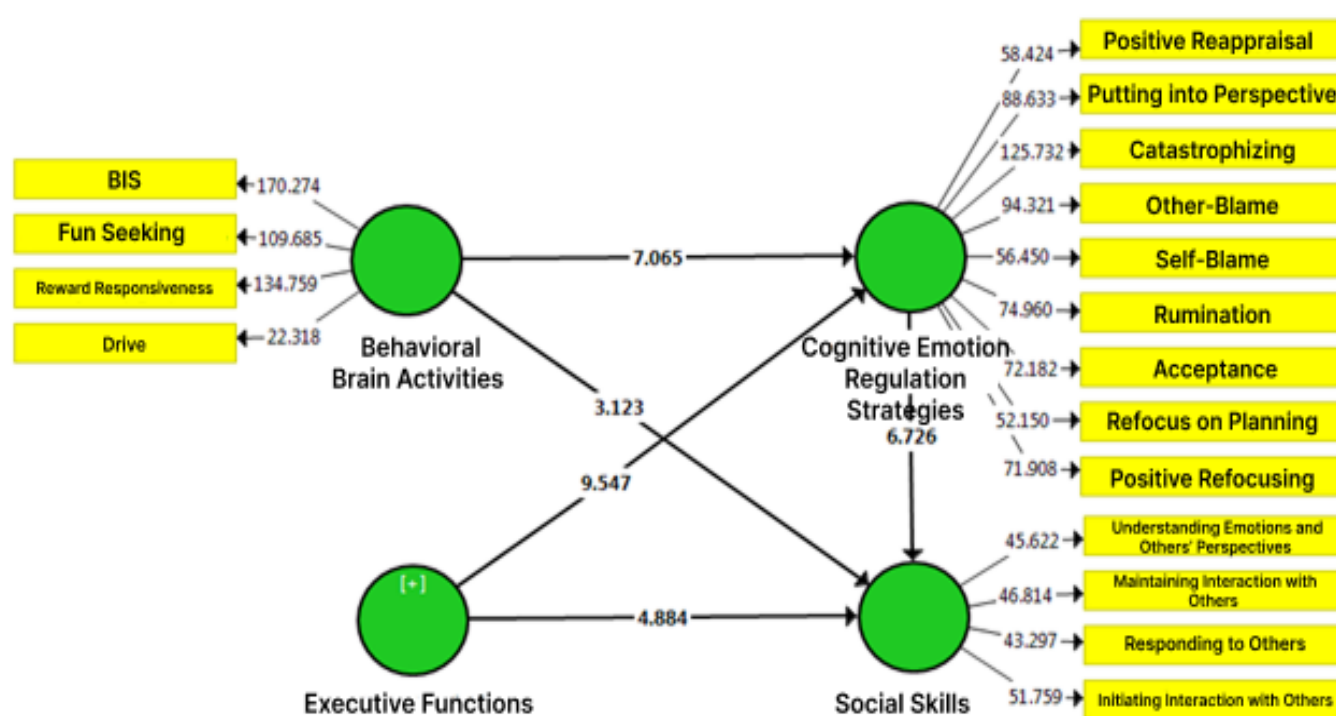 BIS
170.274
Fun Seeking
109.685
Reward Responsiveness
134.759
Drive
22.318
Behavioral
Brain Activities
7.065
3.123
9.547
[+]
Executive Functions
4.884
Cognitive Emotion
Regulation
Strategies
6.726
Social Skills
58.424
Positive Reappraisal
88.633
Putting into Perspective
125.732
Catastrophizing
94.321
Other-Blame
56.450
Self-Blame
74.960
Rumination
72.182
Acceptance
52.150
Refocus on Planning
71.908
Positive Refocusing
45.622
Understanding Emotions and
Others' Perspectives
46.814
Maintaining Interaction with
Others
43.297
Responding to Others
51.759
Initiating Interaction with Others